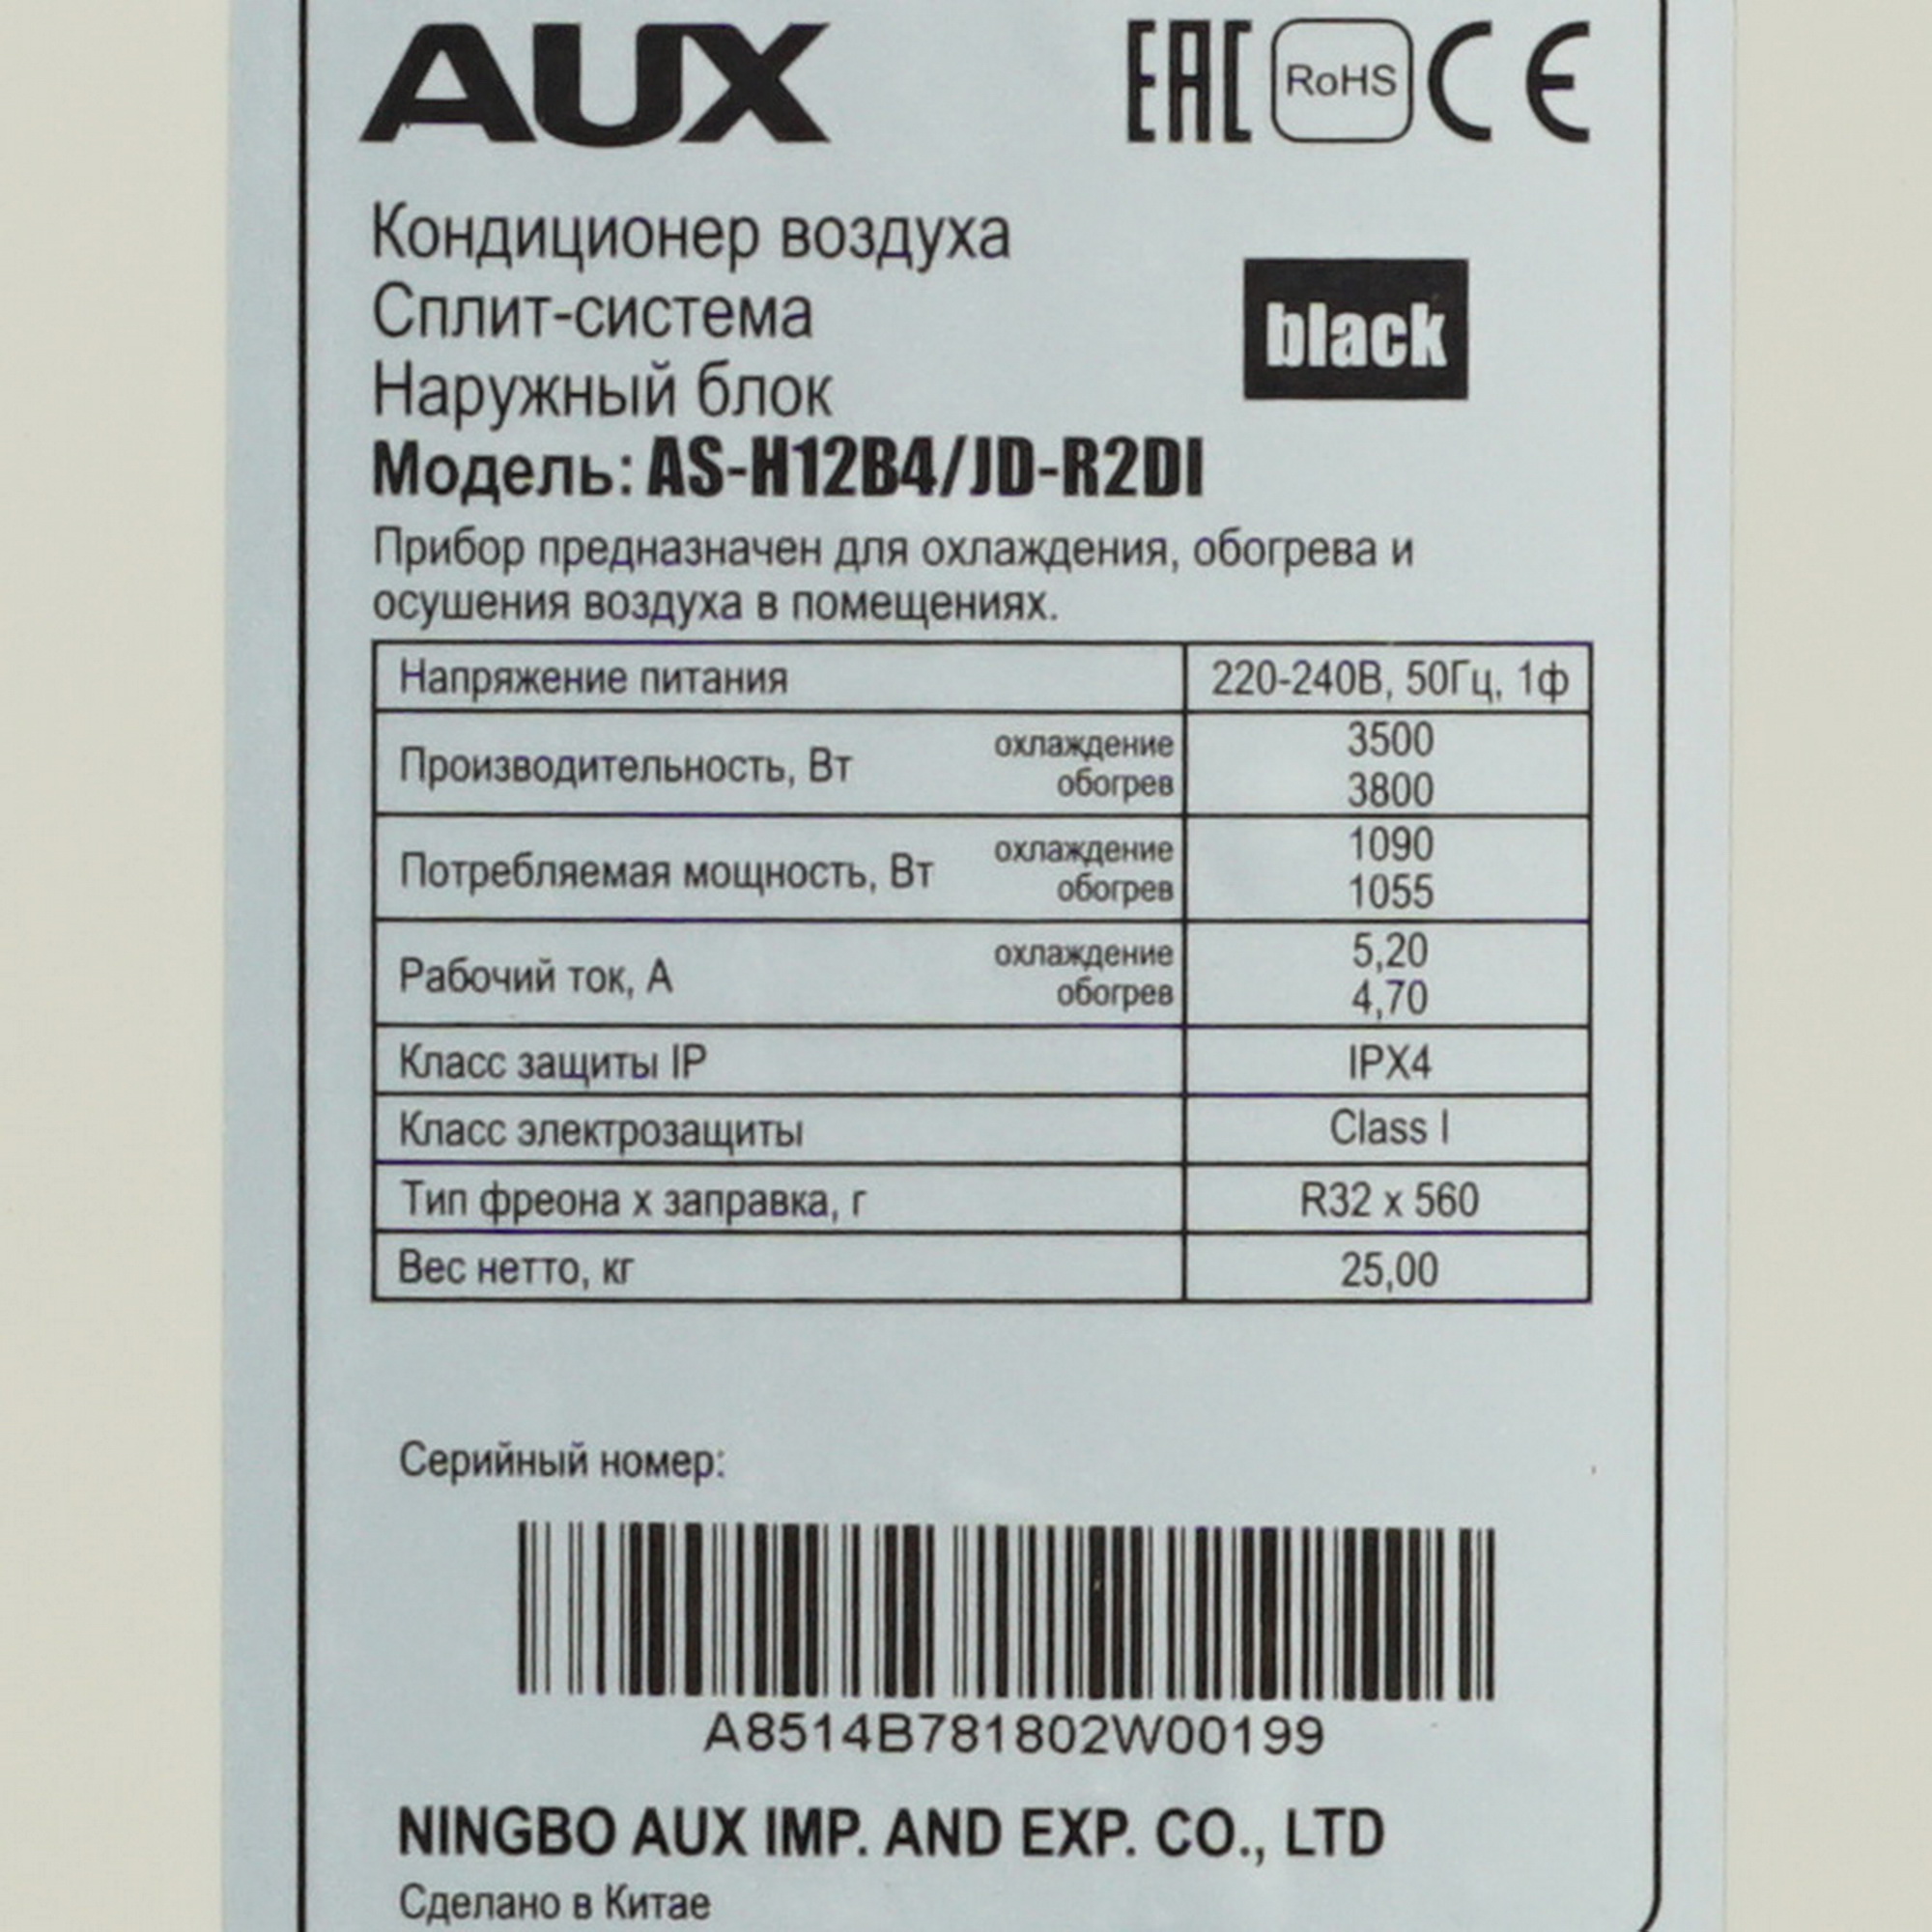 AUX EAC RoHS CE
Кондиционер воздуха
Сплит-система
black
Наружный блок
Модель: AS-H12B4/JD-R2DI
Прибор предназначен для охлаждения, обогрева и
осушения воздуха в помещениях.
Напряжение питания 220-240В, 50Гц, 1ф
Производительность, Вт охлаждение 3500
обогрев 3800
Потребляемая мощность, Вт охлаждение 1090
обогрев 1055
Рабочий ток, А охлаждение 5,20
обогрев 4,70
Класс защиты IP IPX4
Класс электрозащиты Class I
Тип фреона х заправка, г R32 x 560
Вес нетто, кг 25,00
Серийный номер:
A8514B781802W00199
NINGBO AUX IMP. AND EXP. CO., LTD
Сделано в Китае